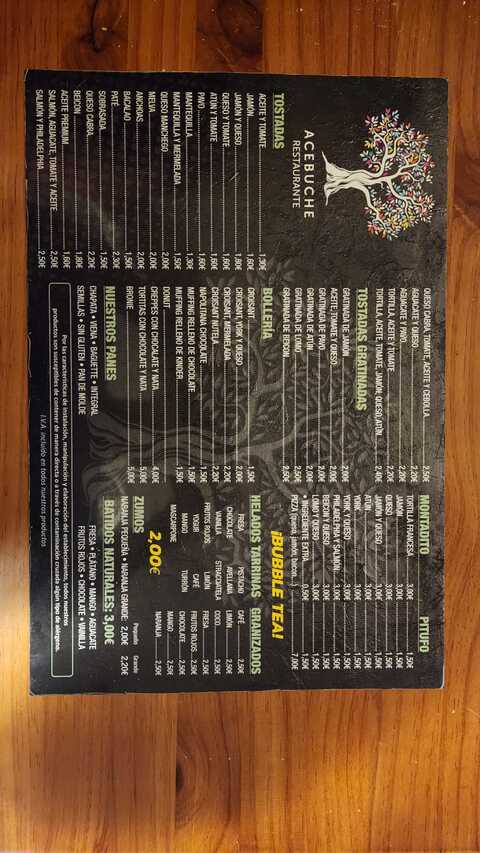 ACEBUCHE
RESTAURANTE
TOSTADAS
ACEITE Y TOMATE 1,30€
JAMÓN 1,60€
JAMÓN Y QUESO 1,80€
QUESO Y TOMATE 1,60€
ATÚN Y TOMATE 1,60€
PAVO 1,60€
MANTEQUILLA 1,30€
MANTEQUILLA Y MERMELADA 1,50€
QUESO MANCHEGO 2,00€
MELVA 2,00€
ANCHOAS 2,00€
BACALAO 1,50€
PATÉ 2,30€
SOBRASADA 1,50€
QUESO CABRA 2,20€
BEICON 1,80€
ACEITE PREMIUM 1,60€
SALMÓN, AGUACATE, TOMATE Y ACEITE 2,50€
SALMÓN Y PHILADELPHIA 2,50€
QUESO CABRA, TOMATE, ACEITE Y CEBOLLA 2,50€
AGUACATE Y QUESO 2,20€
AGUACATE Y PAVO 2,20€
TORTILLA, ACEITE Y TOMATE 2,20€
TORTILLA, ACEITE, TOMATE, JAMÓN, QUESO, ATÚN 2,40€
TOSTADAS GRATINADAS
GRATINADA DE JAMÓN 2,00€
ACEITE, TOMATE Y QUESO 2,00€
GRATINADA DE PAVO 2,00€
GRATINADA DE ATÚN 2,00€
GRATINADA DE LOMO 2,50€
GRATINADA DE BEICON 2,50€
BOLLERÍA
CROISANT 1,50€
CROISANT, YORK Y QUESO 2,00€
CROISANT, MERMELADA 2,20€
CROISANT NUTELA 2,20€
NAPOLITANA CHOCOLATE 1,50€
MUFFING RELLENO DE CHOCOLATE 1,50€
MUFFING RELLENO DE KINDER 1,50€
DONUT
CREPPES CON CHOCALATE Y NATA 4,00€
TORTITAS CON CHOCOLATE Y NATA 5,00€
BRONIE 5,00€
NUESTROS PANES
CHAPATA • VIENA • BAGUETTE • INTEGRAL
SEMILLAS • SIN GLUTEN • PAN DE MOLDE
MONTADITO PITUFO
TORTILLA FRANCESA 3,00€ 1,50€
JAMÓN 3,00€ 1,50€
QUESO 3,00€ 1,50€
JAMON Y QUESO 3,00€ 1,50€
ATÚN 3,00€ 1,50€
YORK 3,00€ 1,50€
YORK, Y QUESO 3,00€ 1,50€
PHILADELPHIA Y SALMÓN 3,00€ 1,50€
BEICON Y QUESO 3,00€ 1,50€
LOMO Y QUESO 3,00€ 1,50€
• INGREDIENTE EXTRA 0,50€ 1,50€
PIZZA (queso, jamón, bacon...) 7,00€
¡BUBBLE TEA!
HELADOS TARRINAS
FRESA PISTACHO
CHOCOLATE AVELLANA
VAINILLA STRACCIATELA
FRUTOS ROJOS LIMÓN
YOGUR CAFÉ
MANGO TURRÓN
MASCARPONE
2,00€
GRANIZADOS
CAFÉ 2,50€
LIMÓN 2,50€
COCO 2,50€
FRESA 2,50€
FRUTOS ROJOS 2,50€
CHOCOLATE 2,50€
MANGO 2,50€
NARANJA 2,50€
ZUMOS Pequeño Grande
NARANJA PEQUEÑA • NARANJA GRANDE: 2,00€ 2,20€
BATIDOS NATURALES: 3,00€
FRESA • PLÁTANO • MANGO • AGUACATE
FRUTOS ROJOS • CHOCOLATE • VAINILLA
Por las características de instalación, manipulación y elaboración del establecimiento, todos nuestros
productos son susceptibles de contener de manera directa o a través de contaminación cruzada algún tipo de alérgeno.
I.V.A. incluido en todos nuestros productos